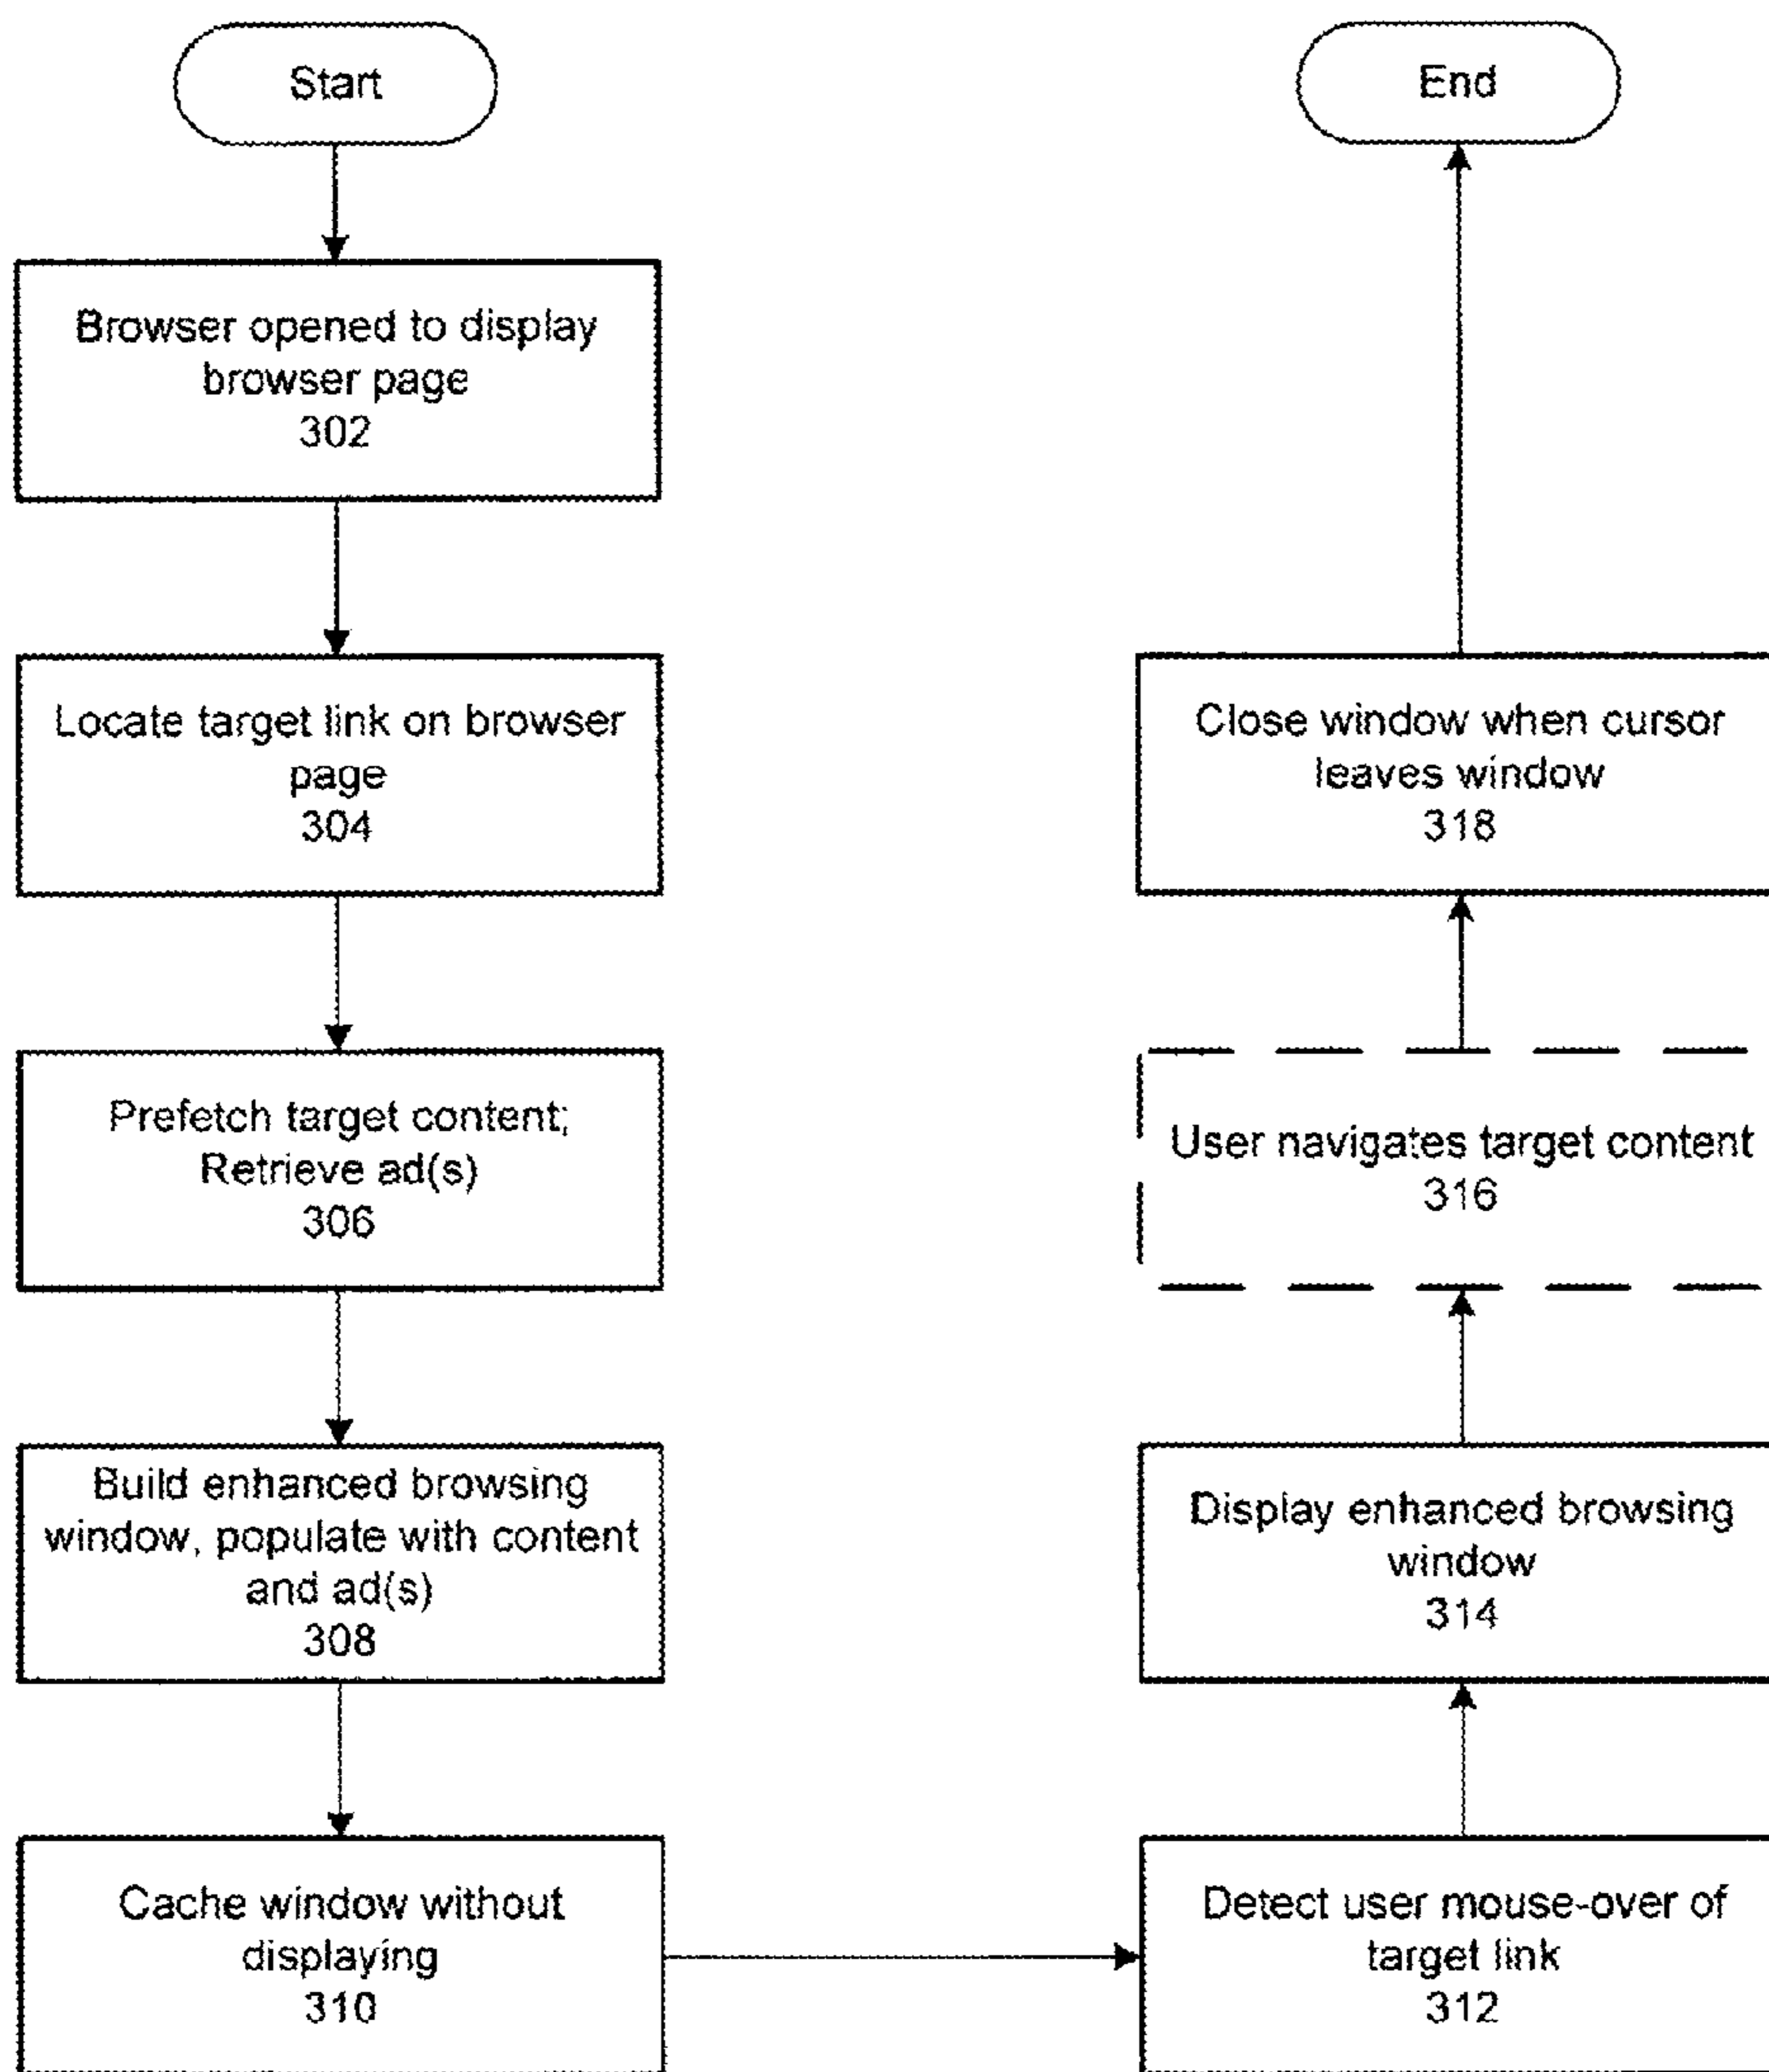 Start
Browser opened to display
browser page
302
Locate target link on browser
page
304
Prefetch target content;
Retrieve ad(s)
306
Build enhanced browsing
window, populate with content
and ad(s)
308
Cache window without
displaying
310
Detect user mouse-over of
target link
312
Display enhanced browsing
window
314
User navigates target content
316
Close window when cursor
leaves window
318
End